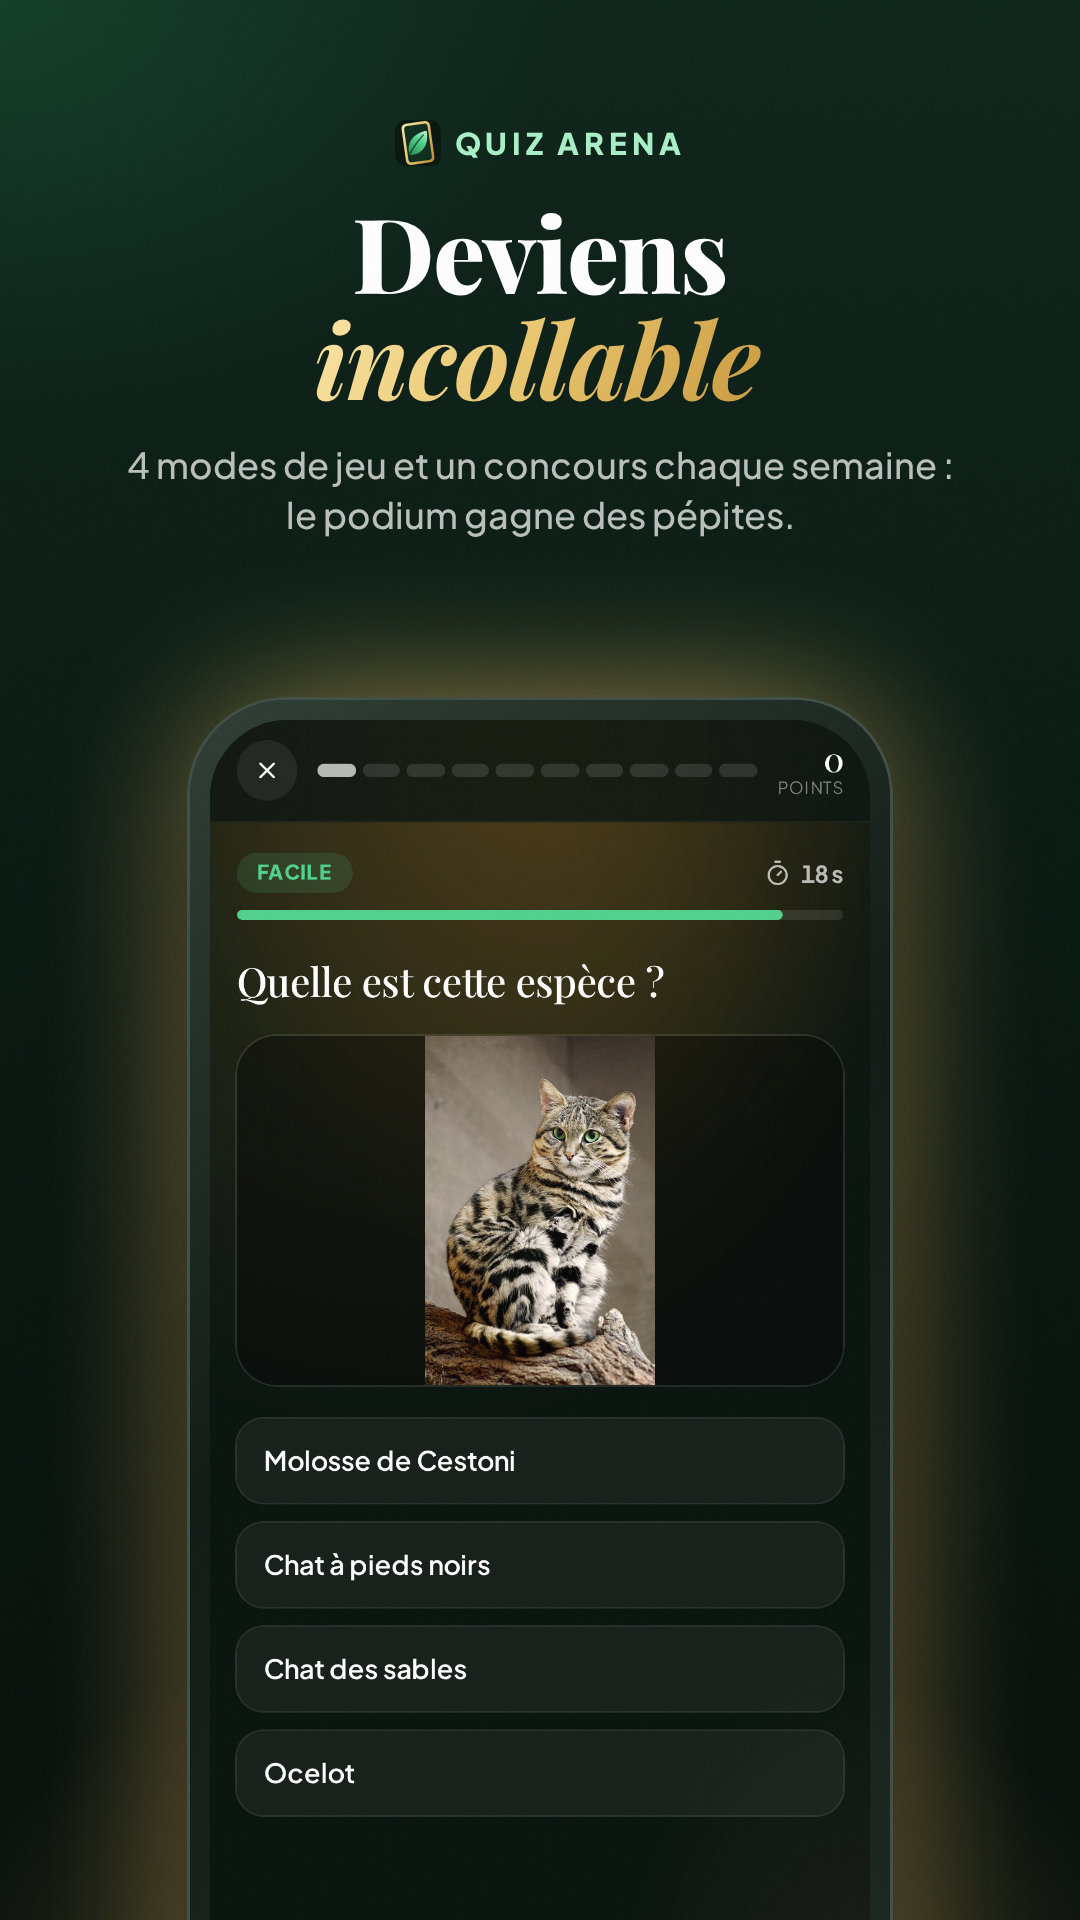 QUIZ ARENA
Deviens
incollable
4 modes de jeu et un concours chaque semaine :
le podium gagne des pépites.
0
POINTS
FACILE
18 s
Quelle est cette espèce ?
Molosse de Cestoni
Chat à pieds noirs
Chat des sables
Ocelot